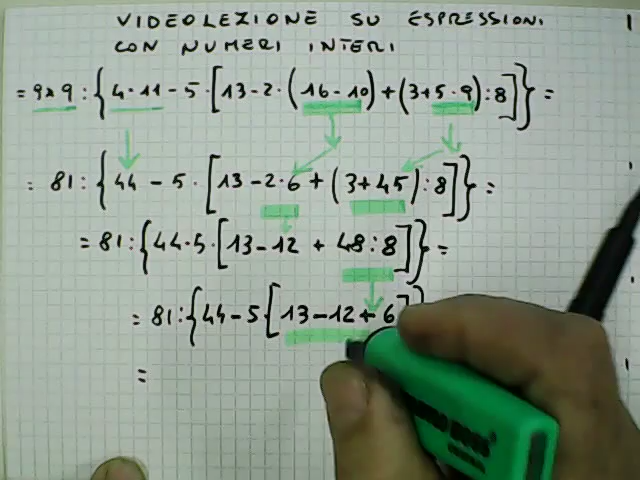 VIDEOLEZIONE SU ESPRESSIONI
CON NUMERI INTERI
= 9×9 : { 4·11 - 5 · [ 13 - 2 · ( 16 - 10 ) + ( 3 + 5·9 ) : 8 ] } =
= 81 : { 44 - 5 · [ 13 - 2·6 + ( 3 + 45 ) : 8 ] } =
= 81 : { 44-5· [ 13 - 12 + 48 : 8 ] } =
= 81 : { 44 - 5 [ 13 - 12 + 6 ] }
=